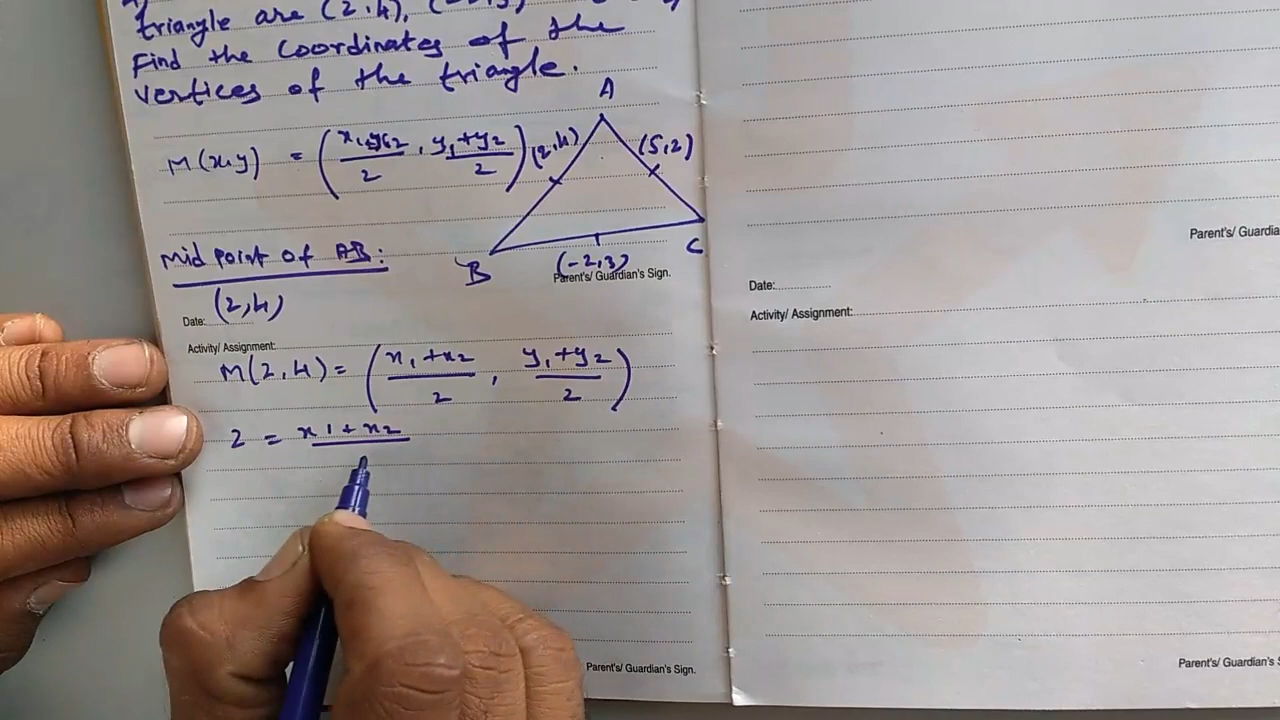 triangle are (2,4), (-2,3)
Find the coordinates of the
vertices of the triangle.
A
M(x,y) = (x1+x2/2, y1+y2/2)
(2,4)
(5,2)
B
C
(-2,3)
Mid point of AB:
(2,4)
Parent's/ Guardian's Sign.
Date:
Activity/ Assignment:
M(2,4) = (x1+x2/2, y1+y2/2)
2 = x1+x2
Parent's/ Guardian's Sign.
Parent's/ Guardia
Date:
Activity/ Assignment:
Parent's/ Guardian's S